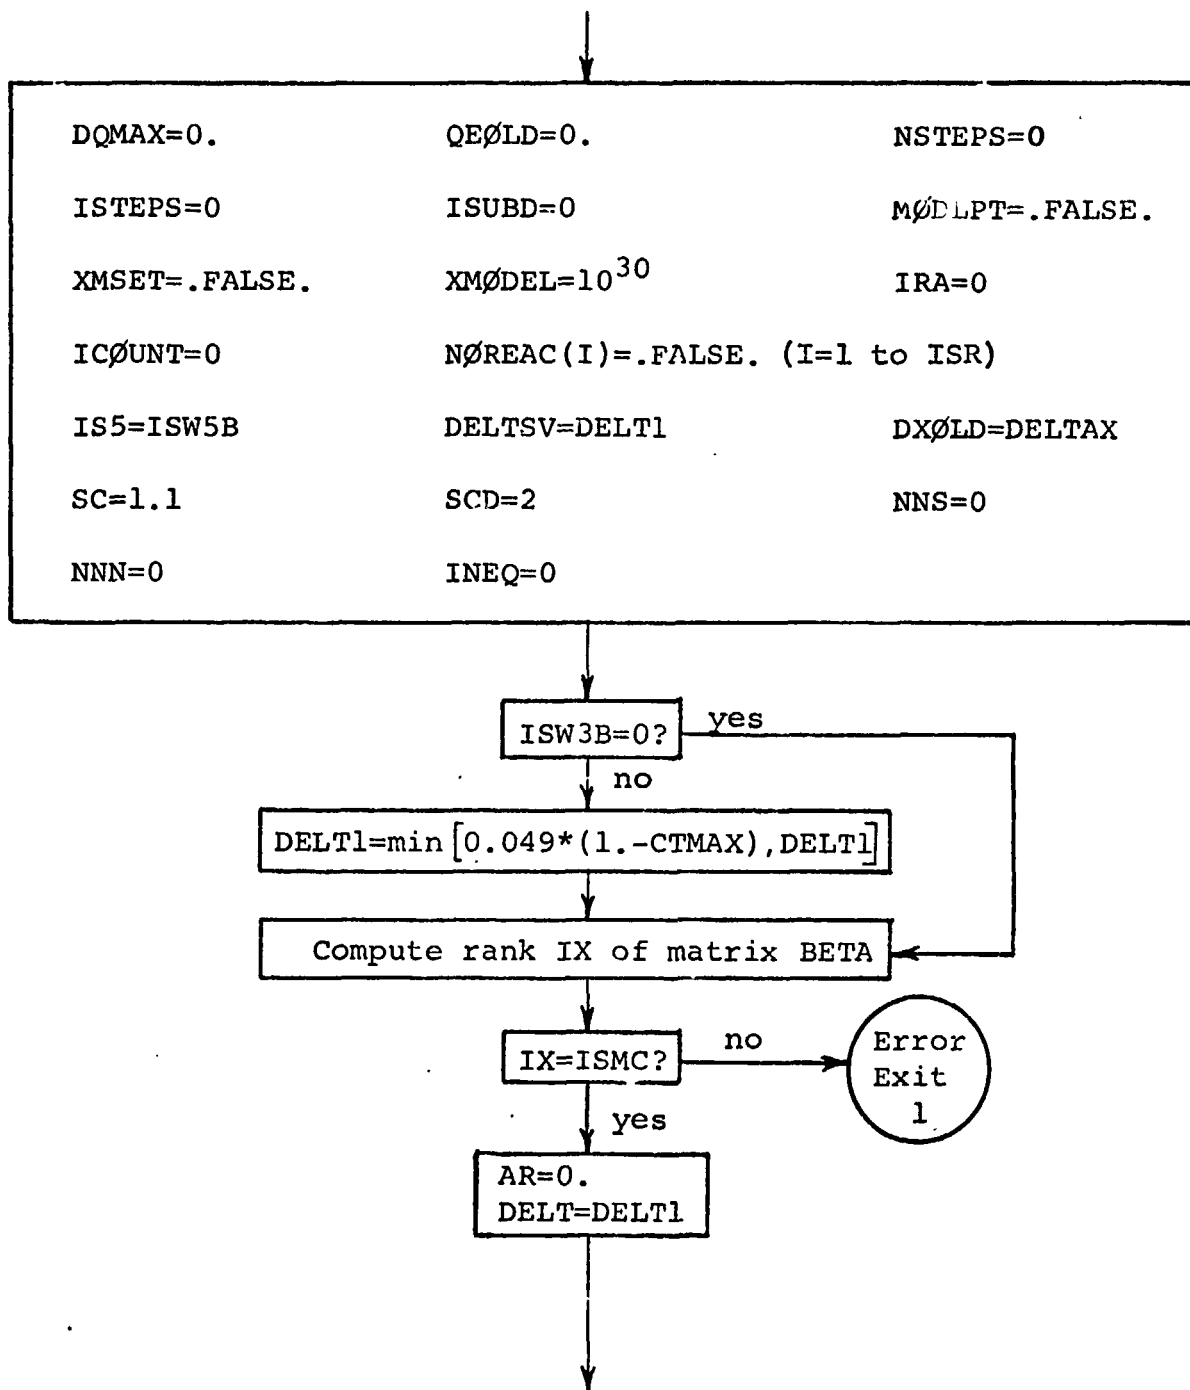 DQMAX=0. QEØLD=0. NSTEPS=0
ISTEPS=0 ISUBD=0 MØDLPT=.FALSE.
XMSET=.FALSE. XMØDEL=10^30 IRA=0
ICØUNT=0 NØREAC(I)=.FALSE. (I=1 to ISR)
IS5=ISW5B DELTSV=DELT1 DXØLD=DELTAX
SC=1.1 SCD=2 NNS=0
NNN=0 INEQ=0
ISW3B=0? yes
no
DELT1=min[0.049*(1.-CTMAX),DELT1]
Compute rank IX of matrix BETA
IX=ISMC? no
Error
Exit
1
yes
AR=0.
DELT=DELT1